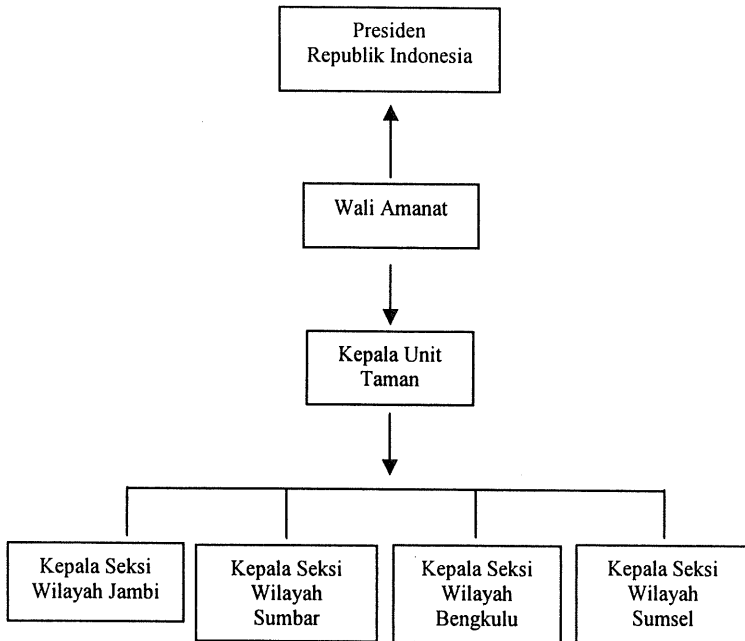 Presiden
Republik Indonesia
Wali Amanat
Kepala Unit
Taman
Kepala Seksi
Wilayah Jambi
Kepala Seksi
Wilayah
Sumbar
Kepala Seksi
Wilayah
Bengkulu
Kepala Seksi
Wilayah
Sumsel